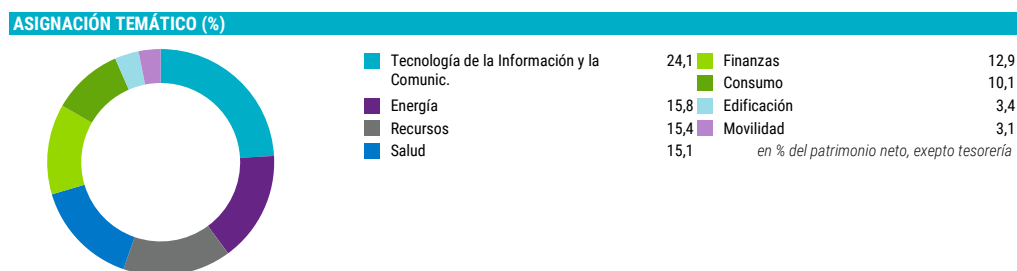 ASIGNACIÓN TEMÁTICO (%)
Tecnología de la Información y la
Comunic. 24,1
Energía 15,8
Recursos 15,4
Salud 15,1
Finanzas 12,9
Consumo 10,1
Edificación 3,4
Movilidad 3,1
en % del patrimonio neto, exepto tesorería